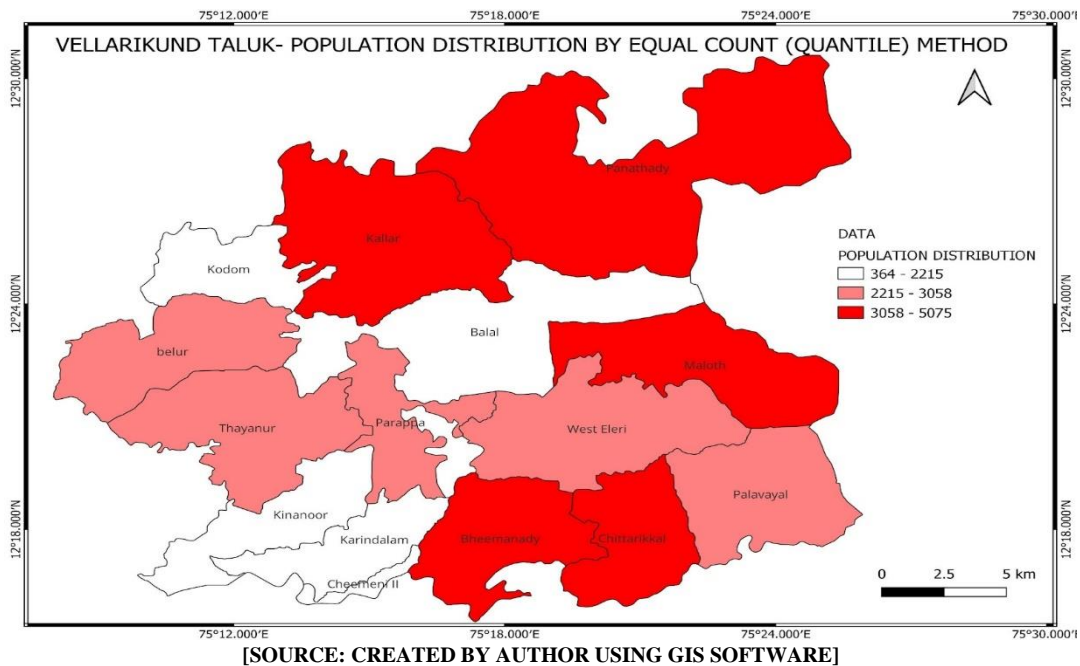 75°12.000'E 75°18.000'E 75°24.000'E 75°30.000'E
VELLARIKUND TALUK- POPULATION DISTRIBUTION BY EQUAL COUNT (QUANTILE) METHOD
12°30.000'N 12°30.000'N
Panathady
Kallar
DATA
POPULATION DISTRIBUTION
Kodom
364 - 2215
2215 - 3058
3058 - 5075
12°24.000'N 12°24.000'N
Balal
belur
Maloth
Thayanur Parappa West Eleri
Palavayal
Kinanoor
12°18.000'N 12°18.000'N
Karindalam Bheemanady Chittarikkal
Cheemeni II
0 2.5 5 km
75°12.000'E 75°18.000'E 75°24.000'E 75°30.000'E
[SOURCE: CREATED BY AUTHOR USING GIS SOFTWARE]